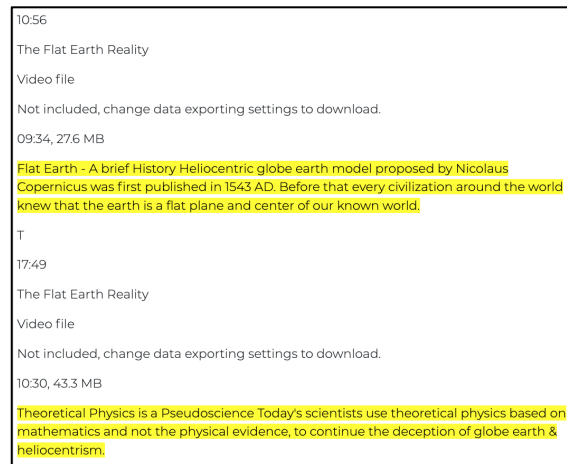 10:56
The Flat Earth Reality
Video file
Not included, change data exporting settings to download.
09:34, 27.6 MB
Flat Earth - A brief History Heliocentric globe earth model proposed by Nicolaus
Copernicus was first published in 1543 AD. Before that every civilization around the world
knew that the earth is a flat plane and center of our known world.
T
17:49
The Flat Earth Reality
Video file
Not included, change data exporting settings to download.
10:30, 43.3 MB
Theoretical Physics is a Pseudoscience Today's scientists use theoretical physics based on
mathematics and not the physical evidence, to continue the deception of globe earth &
heliocentrism.